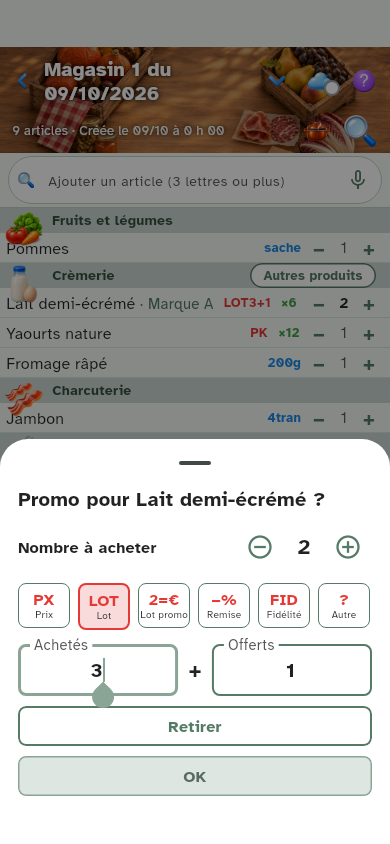 Magasin 1 du
09/10/2026
?
9 articles · Créée le 09/10 à 0 h 00
Ajouter un article (3 lettres ou plus)
Fruits et légumes
Pommes sache − 1 +
Crèmerie Autres produits
Lait demi-écrémé · Marque A LOT3+1 ×6 − 2 +
Yaourts nature PK ×12 − 1 +
Fromage râpé 200g − 1 +
Charcuterie
Jambon 4tran − 1 +
Promo pour Lait demi-écrémé ?
Nombre à acheter − 2 +
PX LOT 2=€ −% FID ?
Prix Lot Lot promo Remise Fidélité Autre
Achetés Offerts
3 + 1
Retirer
OK